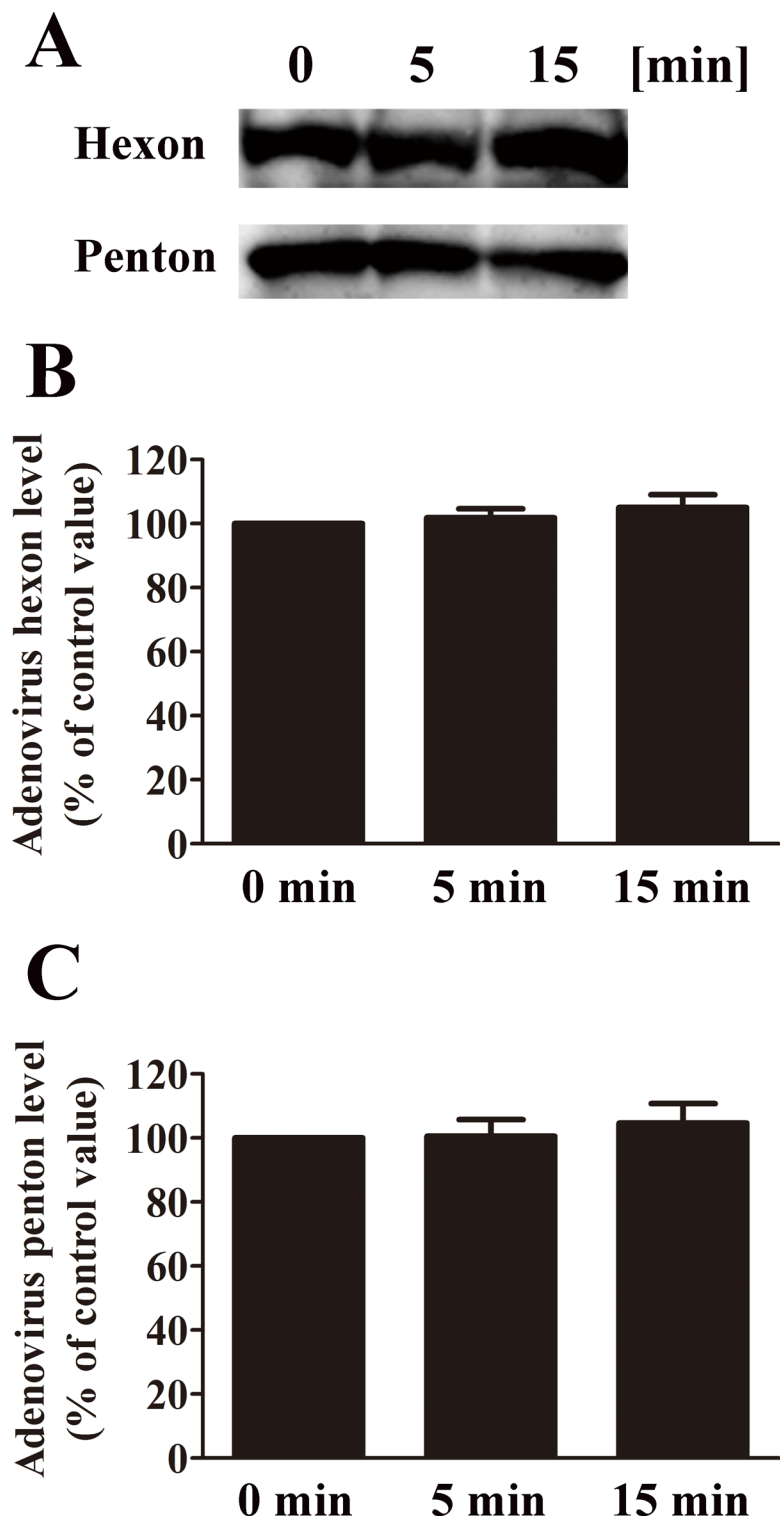 A
0 5 15 [min]
Hexon
Penton
B
Adenovirus hexon level
(% of control value)
120
100
80
60
40
20
0
0 min 5 min 15 min
C
Adenovirus penton level
(% of control value)
120
100
80
60
40
20
0
0 min 5 min 15 min